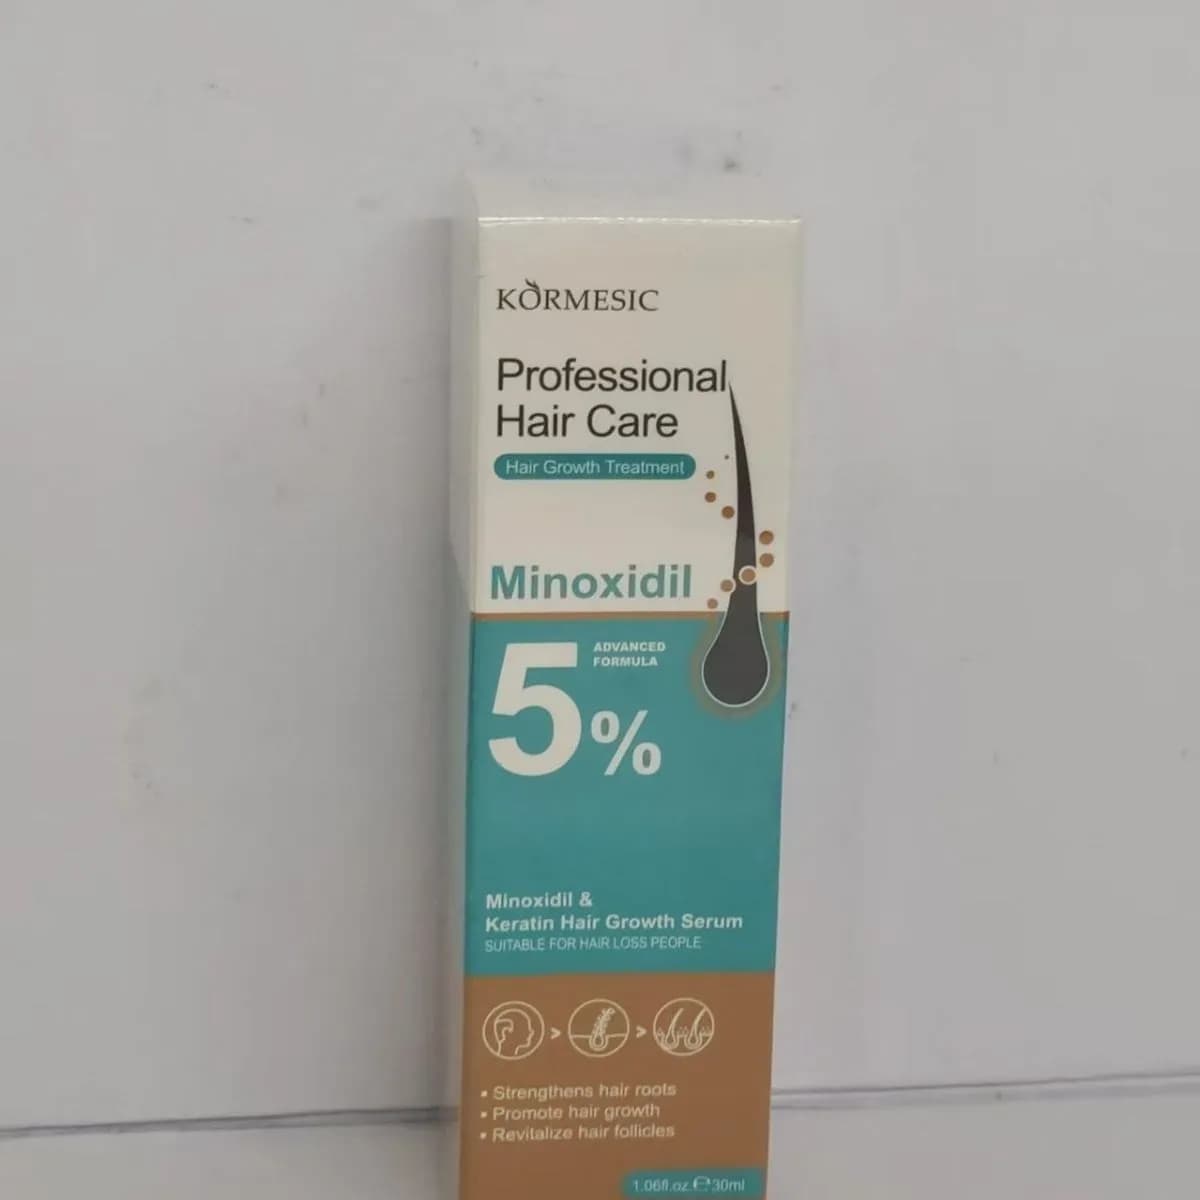 KORMESIC
Professional
Hair Care
Hair Growth Treatment
Minoxidil
5%
ADVANCED
FORMULA
Minoxidil &
Keratin Hair Growth Serum
SUITABLE FOR HAIR LOSS PEOPLE
> >
• Strengthens hair roots
• Promote hair growth
• Revitalize hair follicles
1.06fl.oz.℮30ml